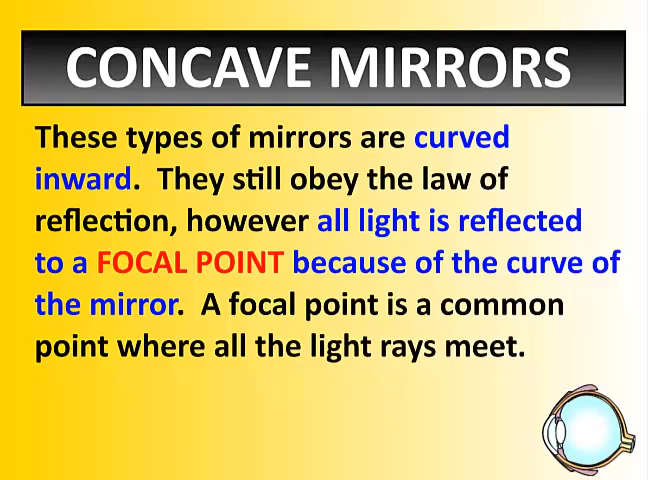 CONCAVE MIRRORS
These types of mirrors are curved
inward.  They still obey the law of
reflection, however all light is reflected
to a FOCAL POINT because of the curve of
the mirror.  A focal point is a common
point where all the light rays meet.